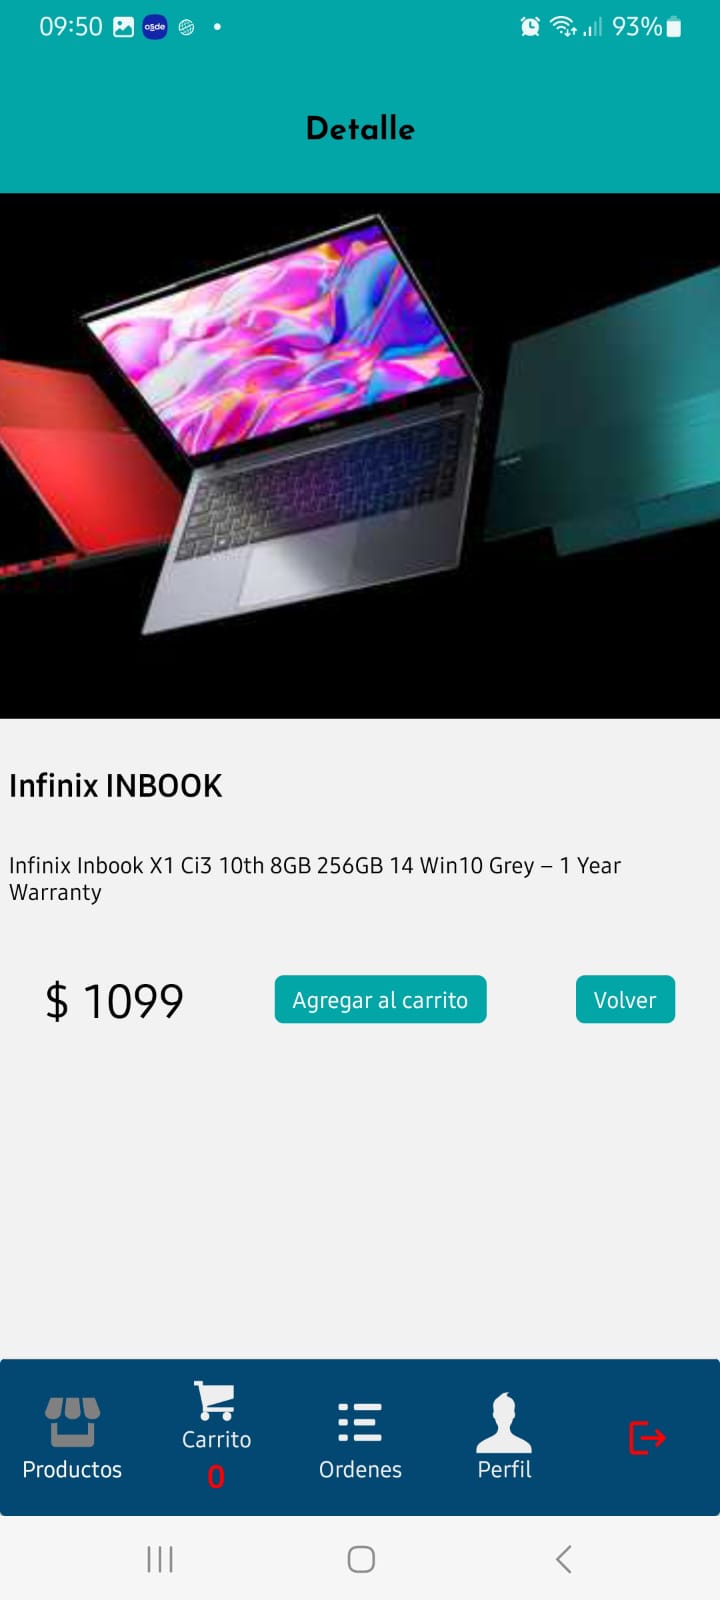 09:50 osde 93%
Detalle
Infinix INBOOK
Infinix Inbook X1 Ci3 10th 8GB 256GB 14 Win10 Grey – 1 Year
Warranty
$ 1099 Agregar al carrito Volver
Productos Carrito Ordenes Perfil
0